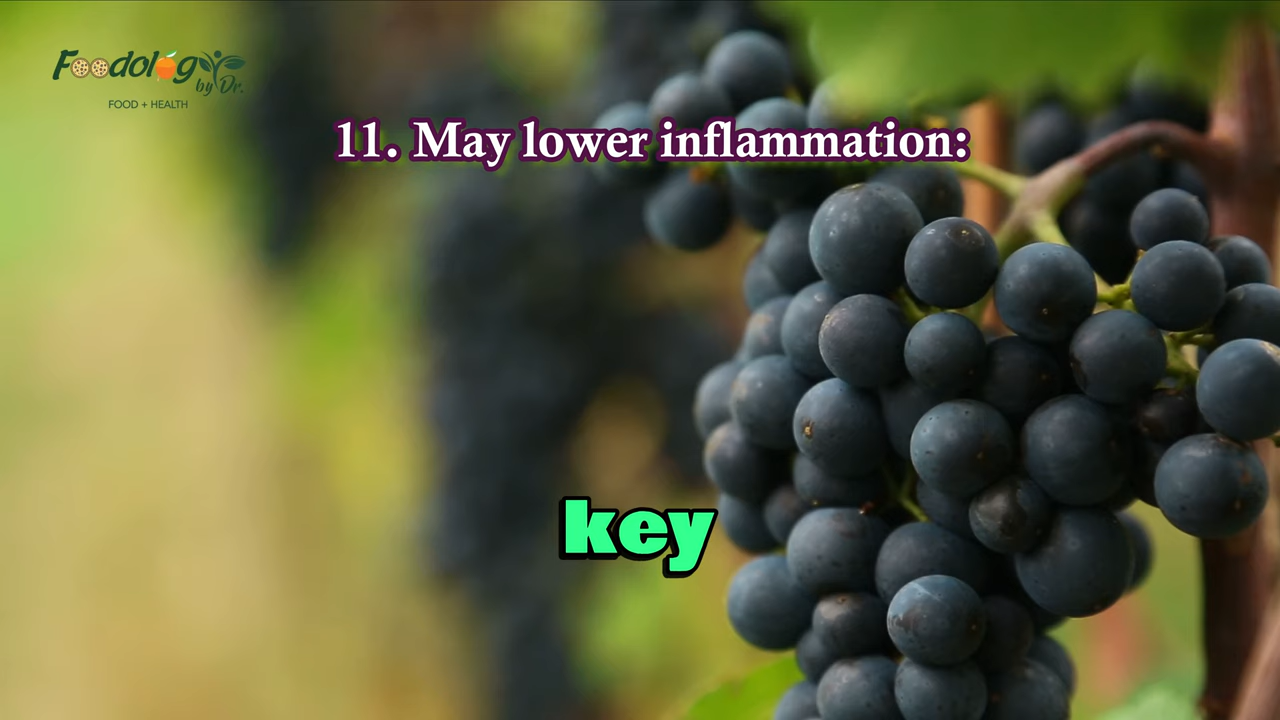 Foodology
by Dr.
FOOD + HEALTH
11. May lower inflammation:
key